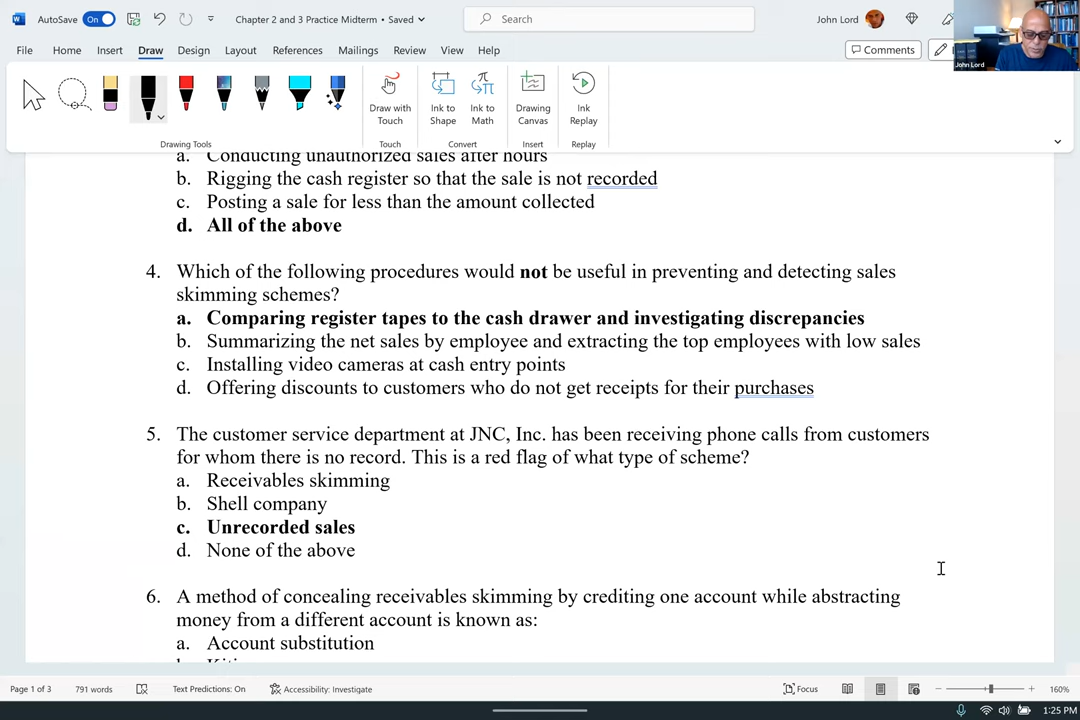 AutoSave On Chapter 2 and 3 Practice Midterm • Saved Search John Lord
File Home Insert Draw Design Layout References Mailings Review View Help Comments
John Lord
Draw with Touch
Ink to Shape
Ink to Math
Drawing Canvas
Ink Replay
Drawing Tools Touch Convert Insert Replay
a. Conducting unauthorized sales after hours
b. Rigging the cash register so that the sale is not recorded
c. Posting a sale for less than the amount collected
d. All of the above
4. Which of the following procedures would not be useful in preventing and detecting sales
skimming schemes?
a. Comparing register tapes to the cash drawer and investigating discrepancies
b. Summarizing the net sales by employee and extracting the top employees with low sales
c. Installing video cameras at cash entry points
d. Offering discounts to customers who do not get receipts for their purchases
5. The customer service department at JNC, Inc. has been receiving phone calls from customers
for whom there is no record. This is a red flag of what type of scheme?
a. Receivables skimming
b. Shell company
c. Unrecorded sales
d. None of the above
6. A method of concealing receivables skimming by crediting one account while abstracting
money from a different account is known as:
a. Account substitution
Page 1 of 3 791 words Text Predictions: On Accessibility: Investigate Focus 160%
1:25 PM